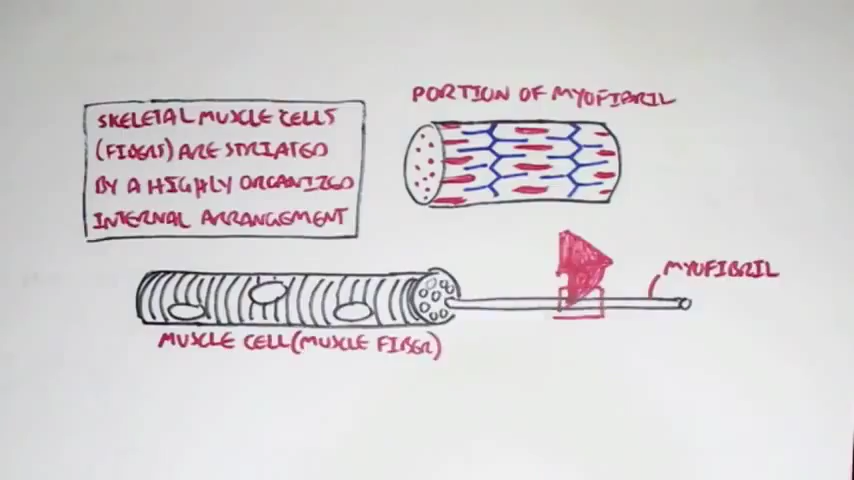 SKELETAL MUSCLE CELLS
(FIBERS) ARE STRIATED
BY A HIGHLY ORGANIZED
INTERNAL ARRANGEMENT
PORTION OF MYOFIBRIL
MYOFIBRIL
MUSCLE CELL (MUSCLE FIBER)